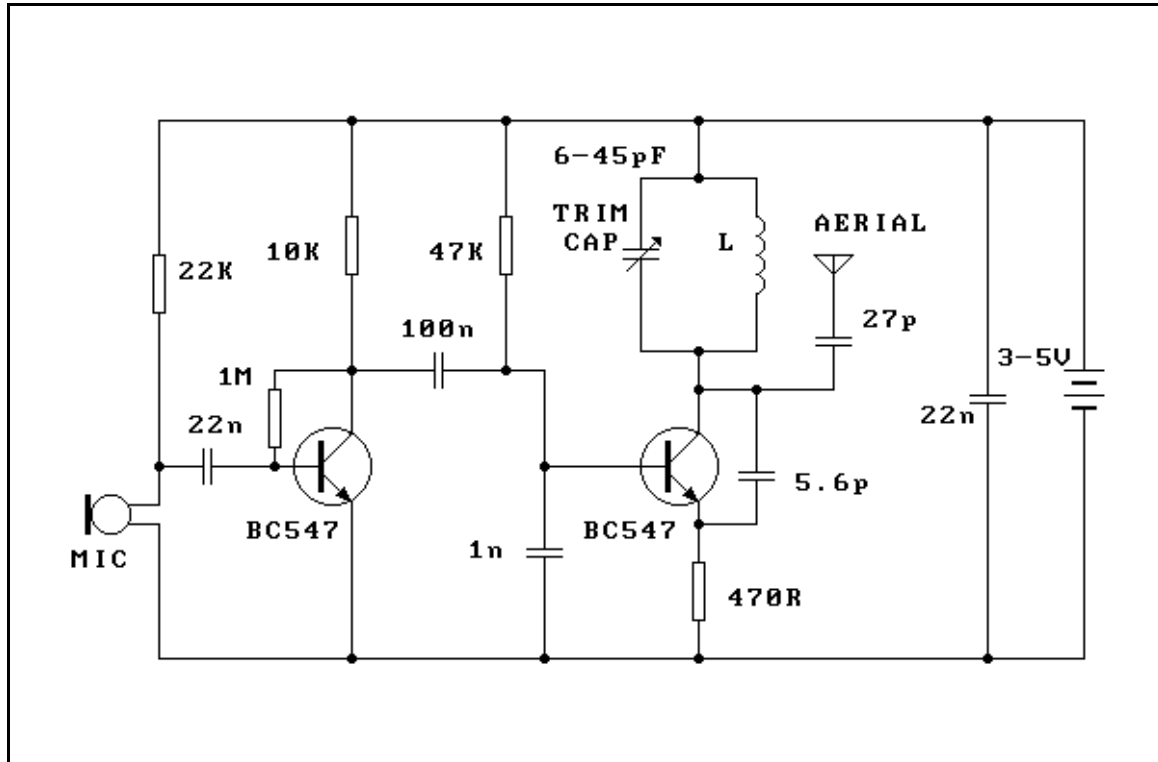 6-45pF
TRIM
CAP
L
AERIAL
10K
47K
22K
27p
100n
3-5V
1M
22n
22n
5.6p
BC547
BC547
1n
MIC
470R